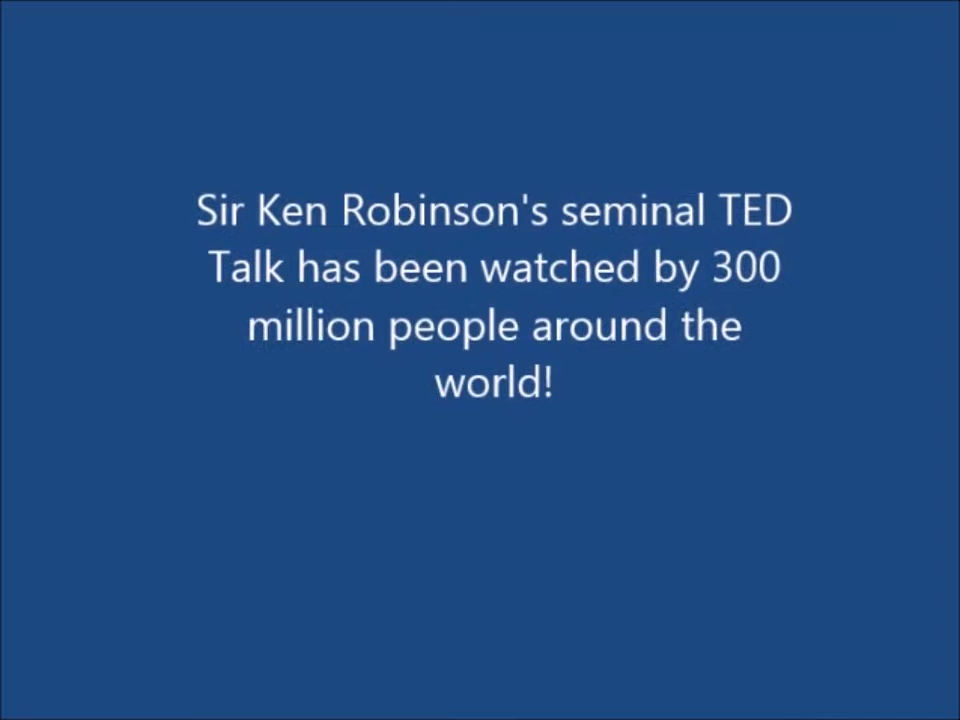 Sir Ken Robinson's seminal TED
Talk has been watched by 300
million people around the
world!